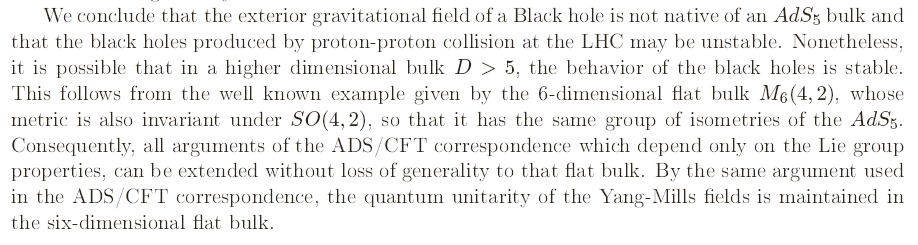 We conclude that the exterior gravitational field of a Black hole is not native of an AdS₅ bulk and
that the black holes produced by proton-proton collision at the LHC may be unstable. Nonetheless,
it is possible that in a higher dimensional bulk D > 5, the behavior of the black holes is stable.
This follows from the well known example given by the 6-dimensional flat bulk M₆(4, 2), whose
metric is also invariant under SO(4, 2), so that it has the same group of isometries of the AdS₅.
Consequently, all arguments of the ADS/CFT correspondence which depend only on the Lie group
properties, can be extended without loss of generality to that flat bulk. By the same argument used
in the ADS/CFT correspondence, the quantum unitarity of the Yang-Mills fields is maintained in
the six-dimensional flat bulk.